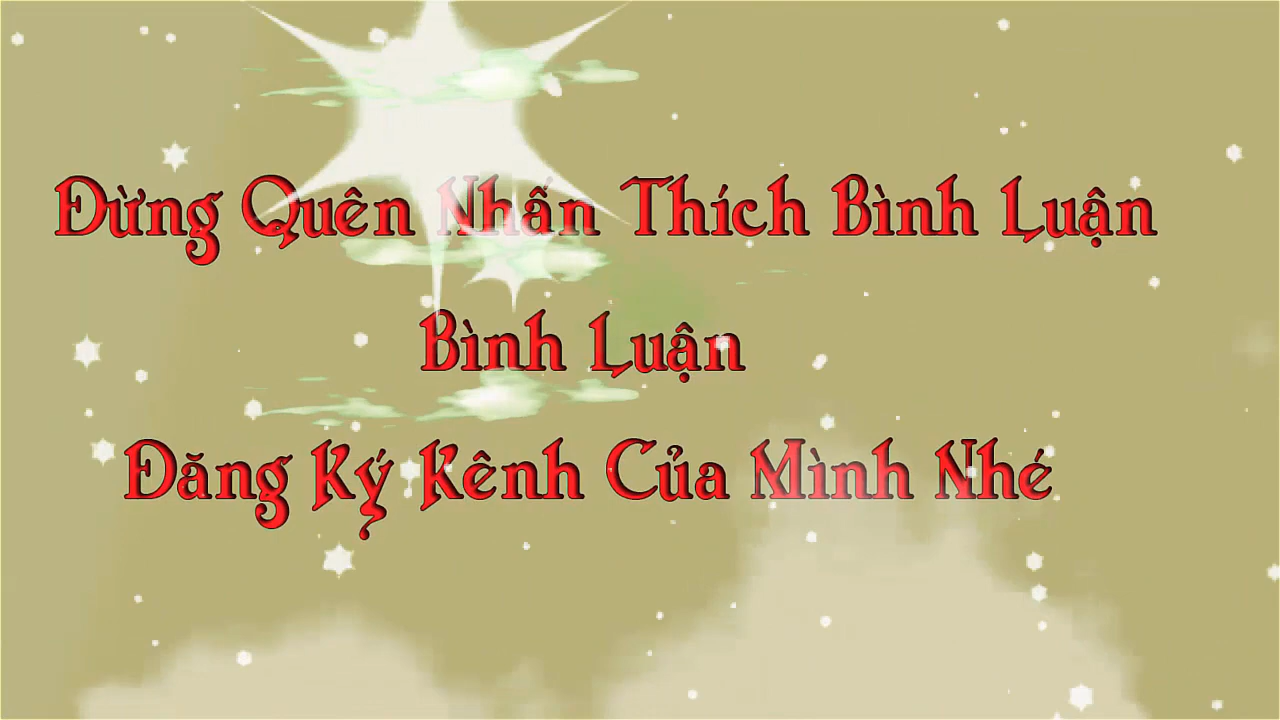 Đừng Quên Nhấn Thích Bình Luận
Bình Luận
Đăng Ký Kênh Của Mình Nhé